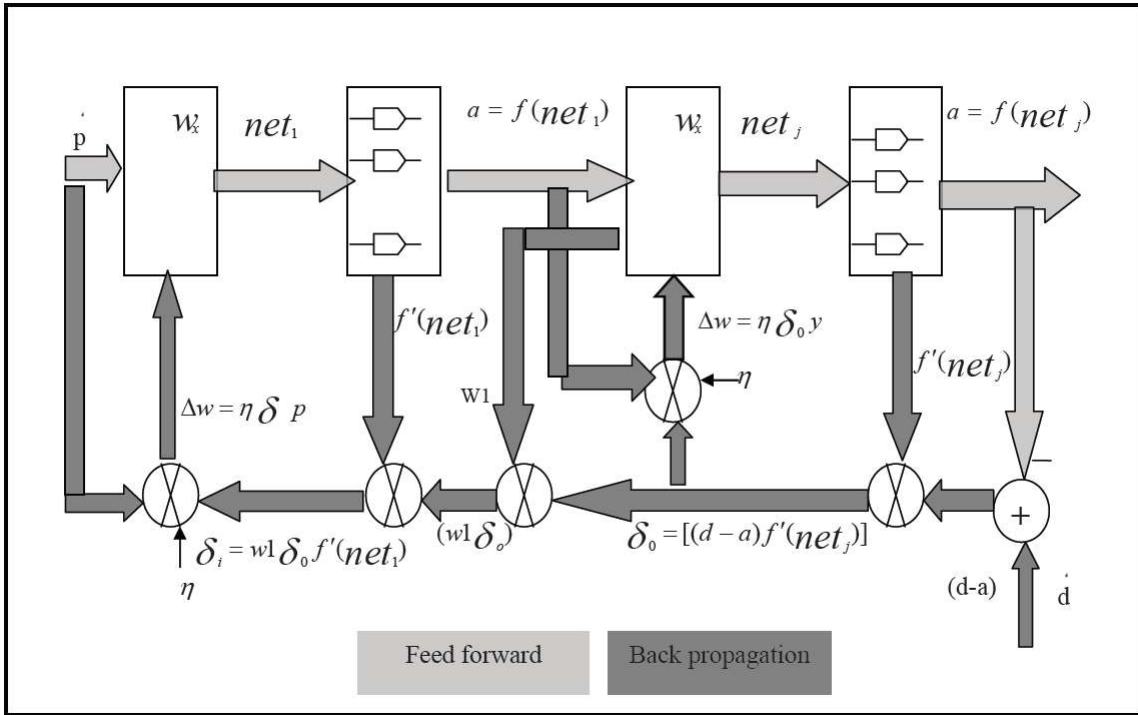 p
wₓ
net₁
a = f(net₁)
wₓ
netⱼ
a = f(netⱼ)
f'(net₁)
Δw = η δ₀ y
η
f'(netⱼ)
W1
Δw = η δ p
−
+
δᵢ = w1 δ₀ f'(net₁)
(w1 δₒ)
δ₀ = [(d − a) f'(netⱼ)]
η
(d-a)
d
Feed forward
Back propagation